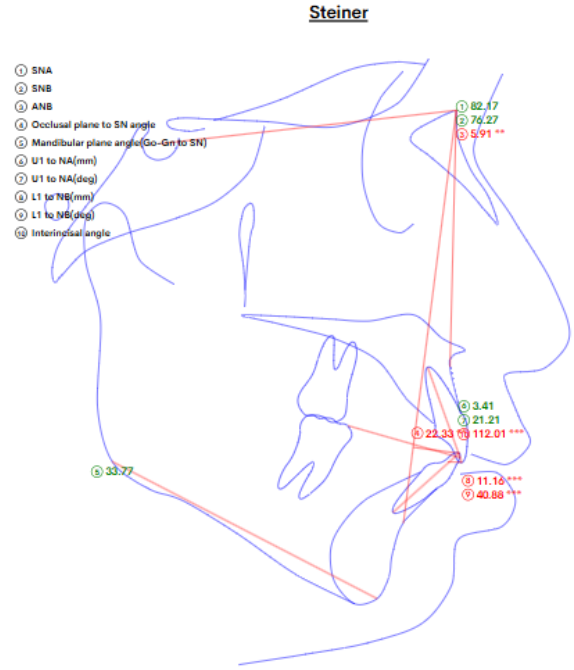 Steiner
① SNA
② SNB
③ ANB
④ Occlusal plane to SN angle
⑤ Mandibular plane angle(Go-Gn to SN)
⑥ U1 to NA(mm)
⑦ U1 to NA(deg)
⑧ L1 to NB(mm)
⑨ L1 to NB(deg)
⑩ Interincisal angle
① 82.17
② 76.27
③ 5.91 **
⑥ 3.41
⑦ 21.21
④ 22.33 ⑩ 112.01 ***
⑤ 33.77
⑧ 11.16 ***
⑨ 40.88 ***